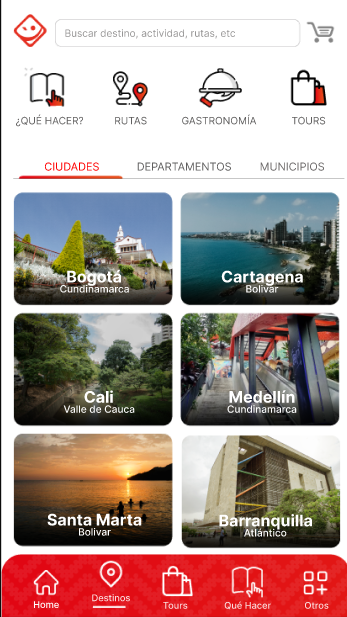 Buscar destino, actividad, rutas, etc
¿QUÉ HACER?
RUTAS
GASTRONOMÍA
TOURS
CIUDADES
DEPARTAMENTOS
MUNICIPIOS
Bogotá
Cundinamarca
Cartagena
Bolivar
Cali
Valle de Cauca
Medellín
Cundinamarca
Santa Marta
Bolivar
Barranquilla
Atlántico
Home
Destinos
Tours
Qué Hacer
Otros